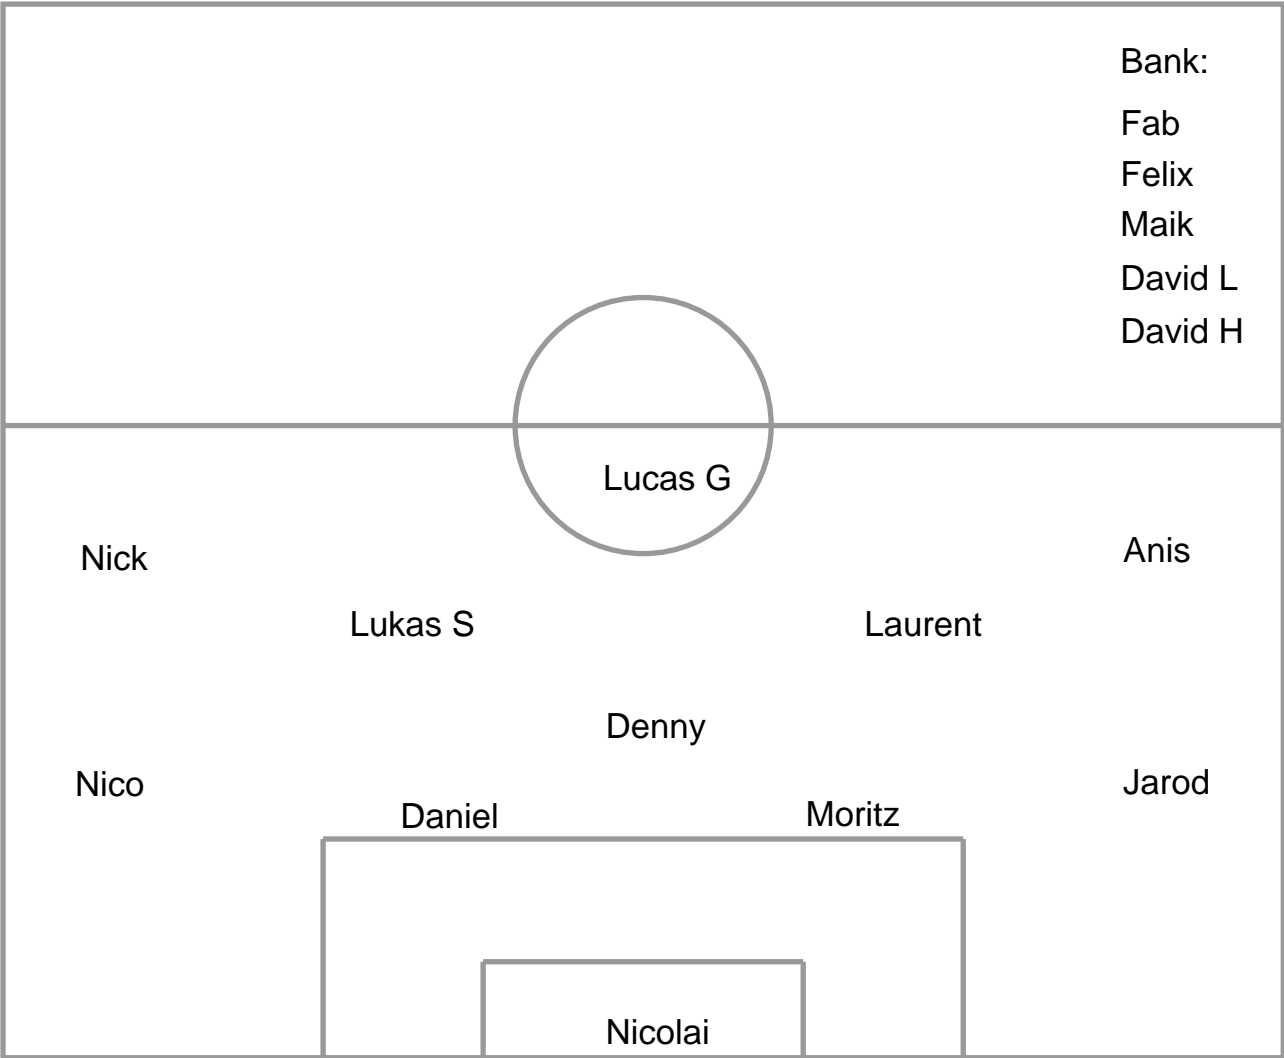 Bank:
Fab
Felix
Maik
David L
David H
Lucas G
Nick
Anis
Lukas S
Laurent
Denny
Nico
Jarod
Daniel
Moritz
Nicolai